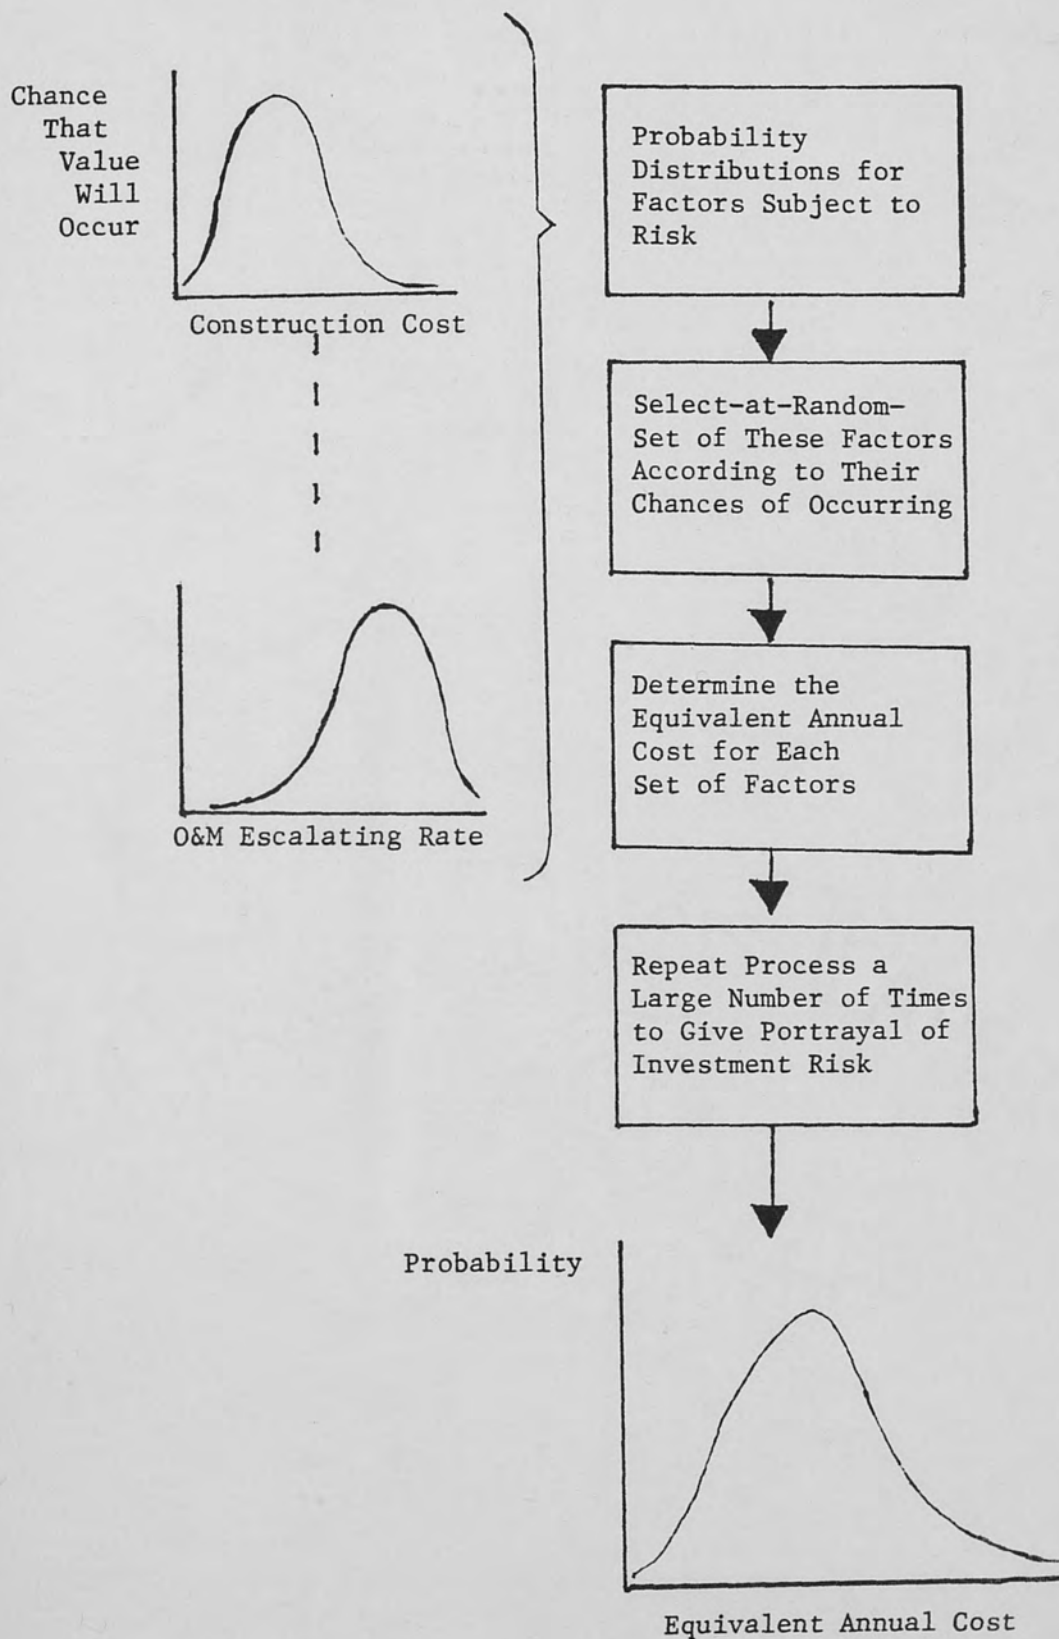 Chance
That
Value
Will
Occur
Construction Cost
O&M Escalating Rate
Probability
Distributions for
Factors Subject to
Risk
Select-at-Random-
Set of These Factors
According to Their
Chances of Occurring
Determine the
Equivalent Annual
Cost for Each
Set of Factors
Repeat Process a
Large Number of Times
to Give Portrayal of
Investment Risk
Probability
Equivalent Annual Cost